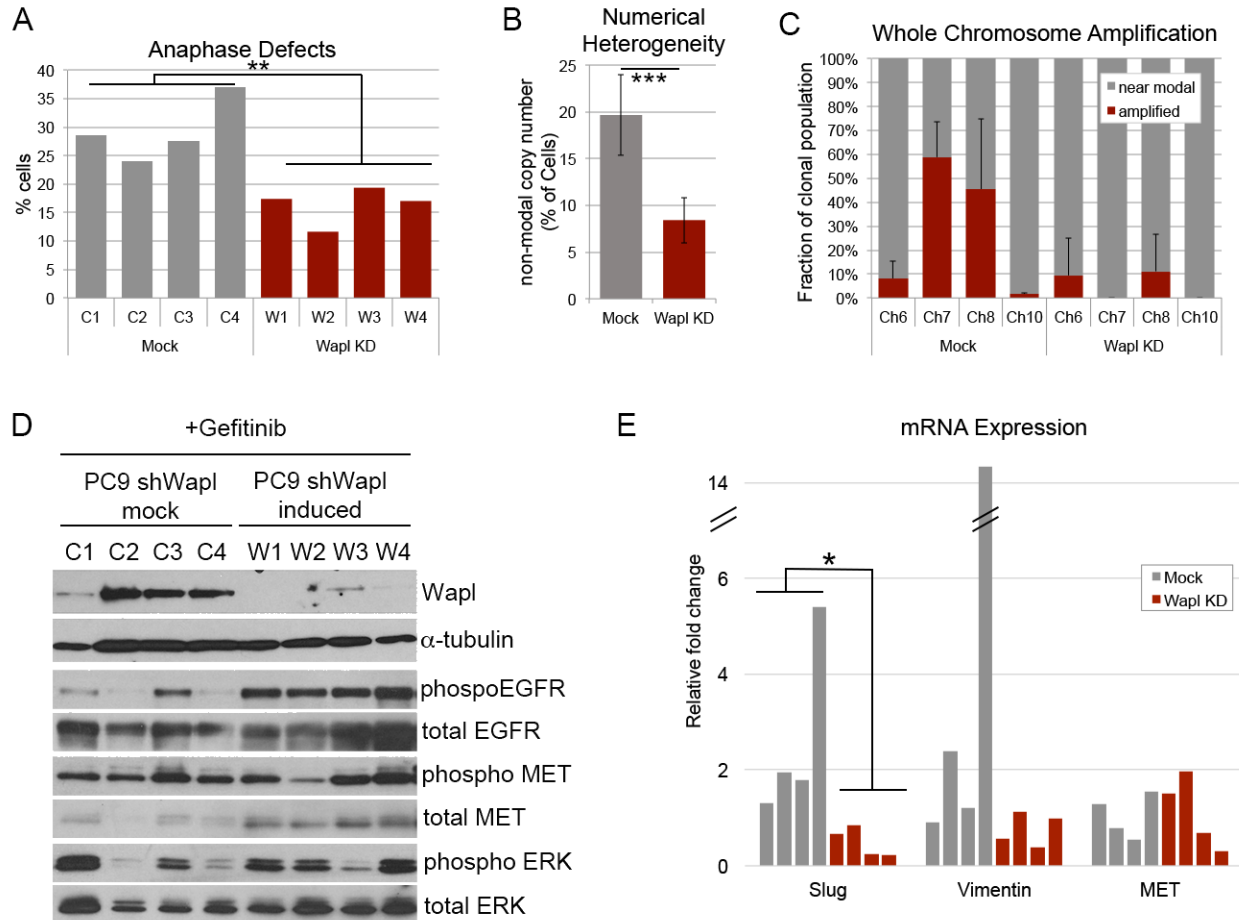 A
Anaphase Defects
**
40
35
30
25
20
15
10
5
0
% cells
C1 C2 C3 C4 W1 W2 W3 W4
Mock Wapl KD
B
Numerical
Heterogeneity
***
25
20
15
10
5
0
non-modal copy number
(% of Cells)
Mock Wapl KD
C
Whole Chromosome Amplification
near modal
amplified
100%
90%
80%
70%
60%
50%
40%
30%
20%
10%
0%
Fraction of clonal population
Ch6 Ch7 Ch8 Ch10 Ch6 Ch7 Ch8 Ch10
Mock Wapl KD
D
+Gefitinib
PC9 shWapl PC9 shWapl
mock induced
C1 C2 C3 C4 W1 W2 W3 W4
Wapl
α-tubulin
phospoEGFR
total EGFR
phospho MET
total MET
phospho ERK
total ERK
E
mRNA Expression
14
6
4
2
0
Relative fold change
*
Mock
Wapl KD
Slug Vimentin MET